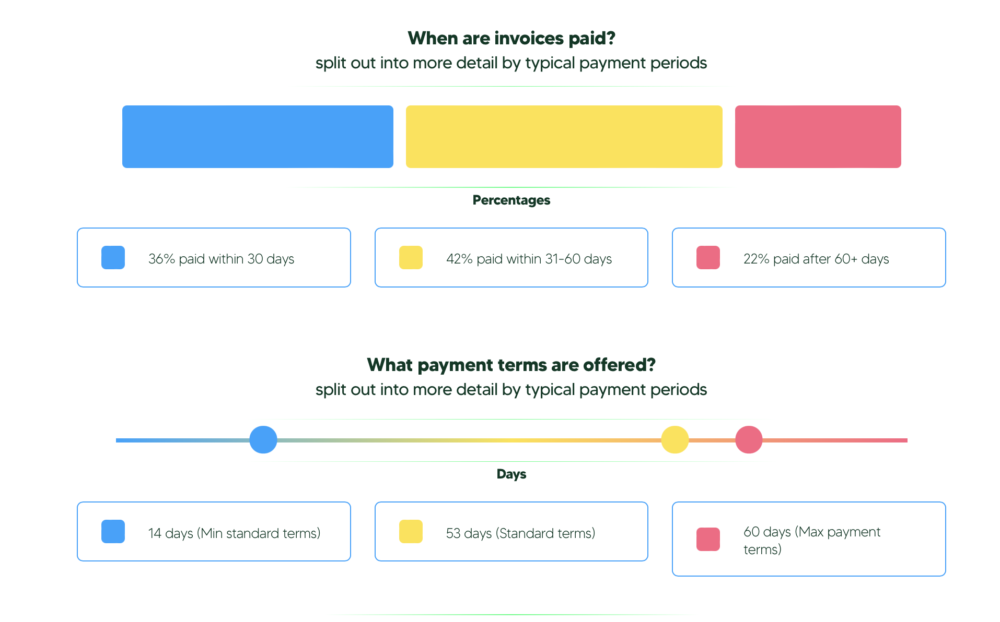 When are invoices paid?
split out into more detail by typical payment periods
Percentages
36% paid within 30 days
42% paid within 31-60 days
22% paid after 60+ days
What payment terms are offered?
split out into more detail by typical payment periods
Days
14 days (Min standard terms)
53 days (Standard terms)
60 days (Max payment
terms)